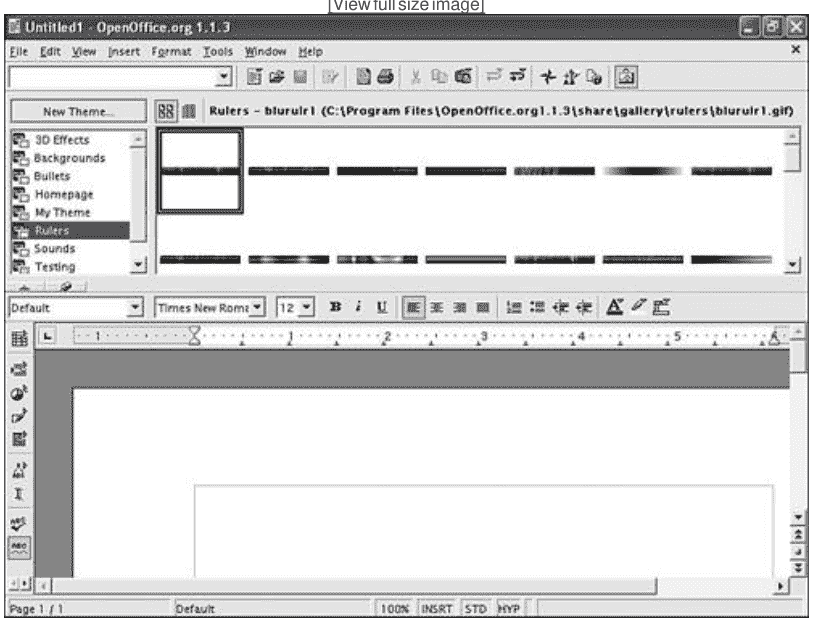 View full size image
Untitled1 - OpenOffice.org 1.1.3
File Edit View Insert Format Tools Window Help
New Theme... Rulers - blurulr1 (C:\Program Files\OpenOffice.org1.1.3\share\gallery\rulers\blurulr1.gif)
3D Effects
Backgrounds
Bullets
Homepage
My Theme
Rulers
Sounds
Testing
Default Times New Roma 12 B i U A
1 1 2 3 4 5 6
ABC
Page 1 / 1 Default 100% INSRT STD HYP